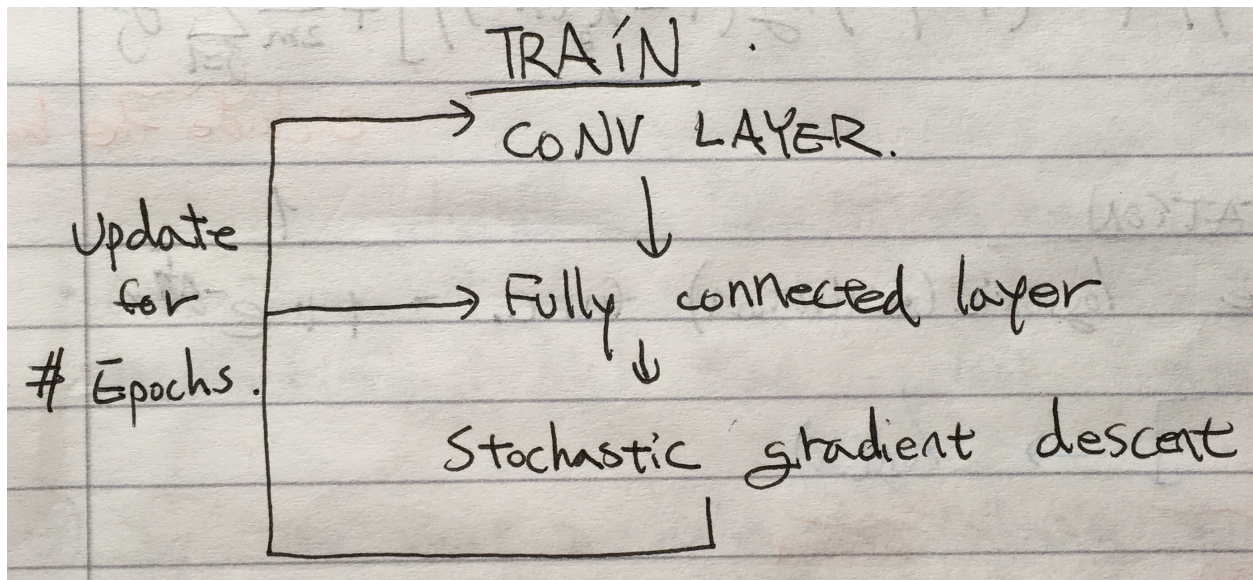 TRAIN
CONV LAYER.
Update
for
# Epochs.
Fully connected layer
Stochastic gradient descent